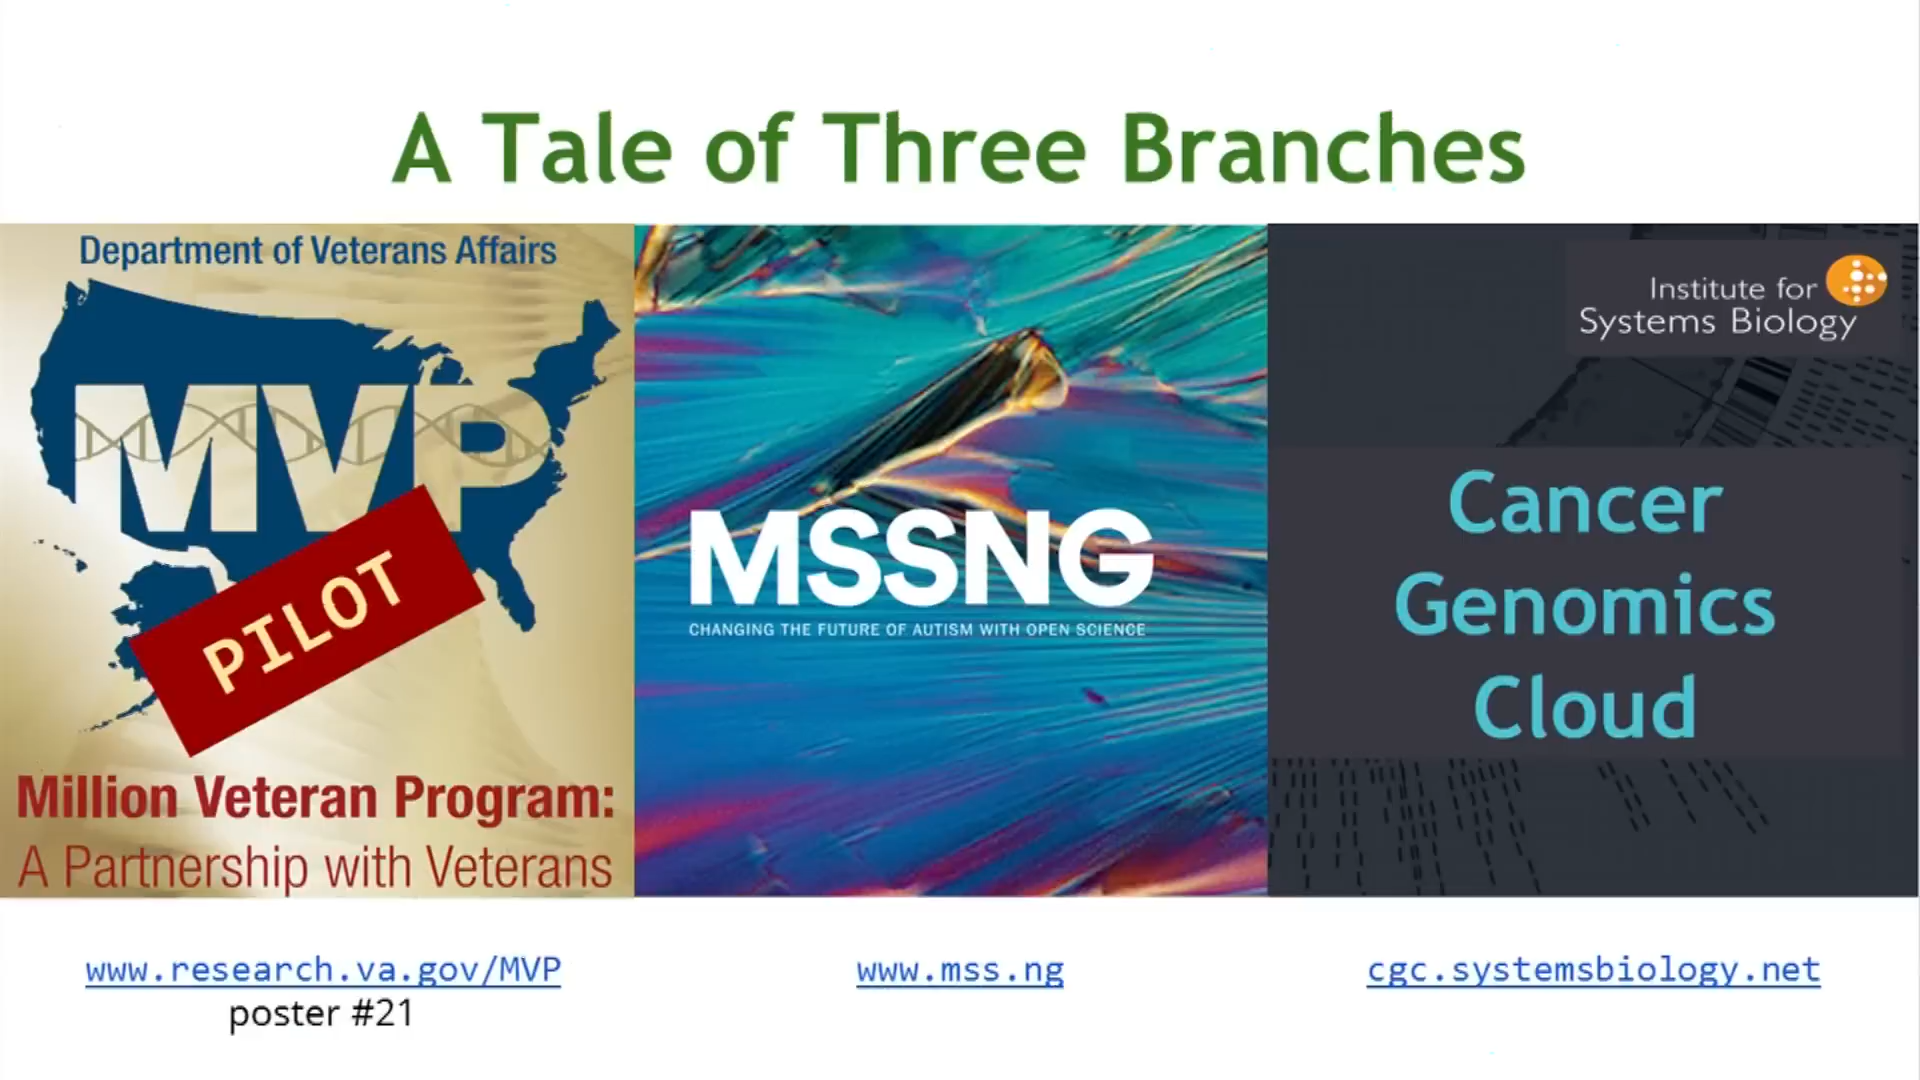 A Tale of Three Branches
Department of Veterans Affairs
MVP
PILOT
Million Veteran Program:
A Partnership with Veterans
MSSNG
CHANGING THE FUTURE OF AUTISM WITH OPEN SCIENCE
Institute for
Systems Biology
Cancer
Genomics
Cloud
www.research.va.gov/MVP
poster #21
www.mss.ng
cgc.systemsbiology.net